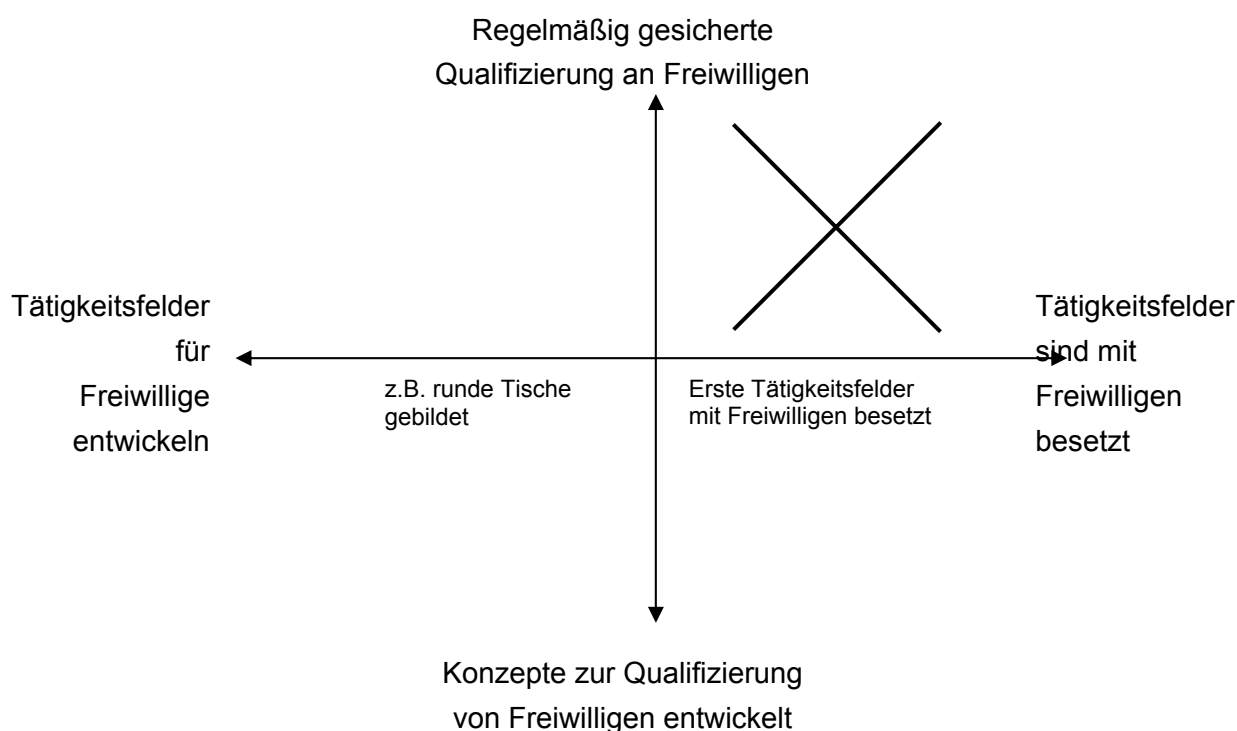 Regelmäßig gesicherte
Qualifizierung an Freiwilligen
Tätigkeitsfelder
für
Freiwillige
entwickeln
z.B. runde Tische
gebildet
Erste Tätigkeitsfelder
mit Freiwilligen besetzt
Tätigkeitsfelder
sind mit
Freiwilligen
besetzt
Konzepte zur Qualifizierung
von Freiwilligen entwickelt